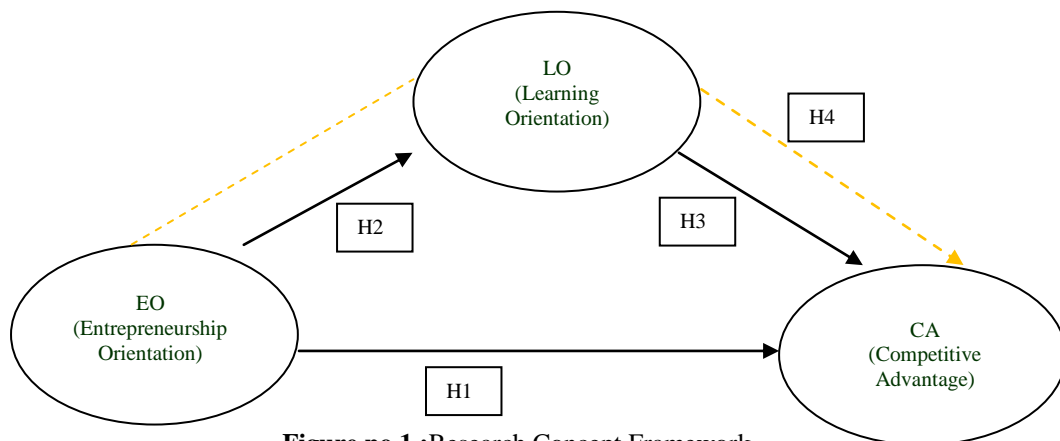 LO
(Learning
Orientation)
H4
H2
H3
EO
(Entrepreneurship
Orientation)
CA
(Competitive
Advantage)
H1
Figure no 1 :Research Concept Framework